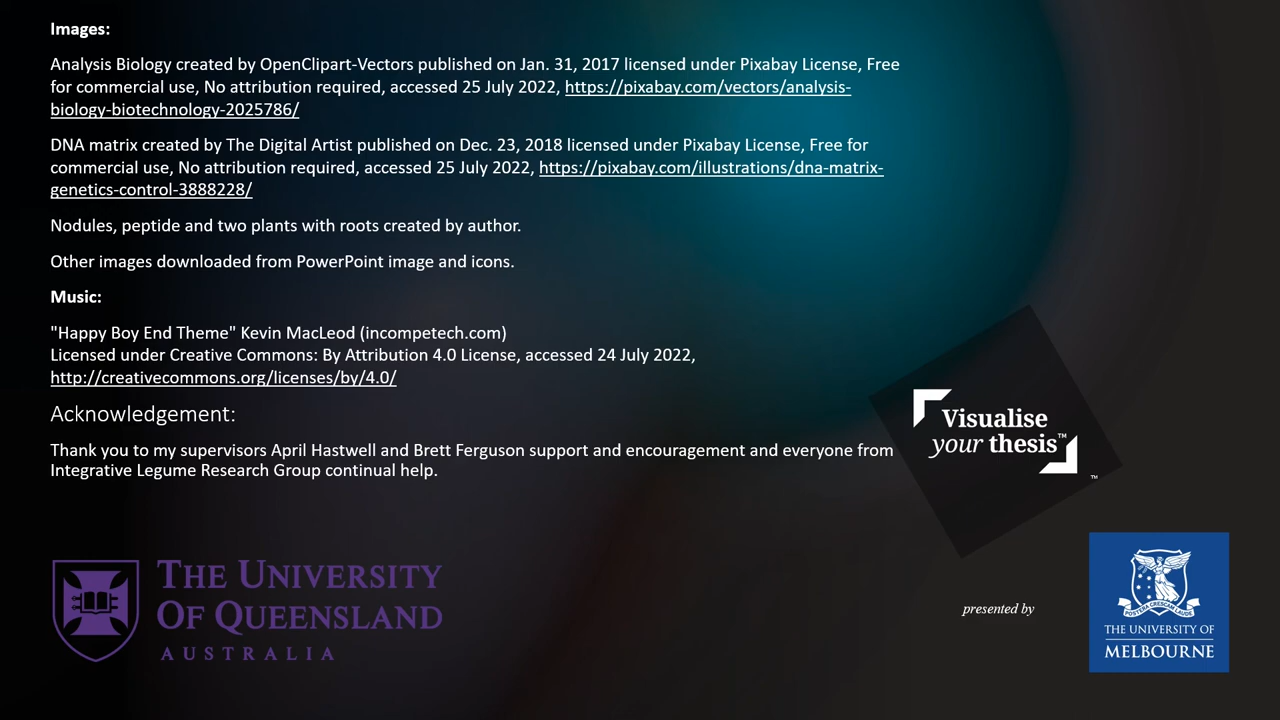 Images:
Analysis Biology created by OpenClipart-Vectors published on Jan. 31, 2017 licensed under Pixabay License, Free
for commercial use, No attribution required, accessed 25 July 2022, https://pixabay.com/vectors/analysis-
biology-biotechnology-2025786/
DNA matrix created by The Digital Artist published on Dec. 23, 2018 licensed under Pixabay License, Free for
commercial use, No attribution required, accessed 25 July 2022, https://pixabay.com/illustrations/dna-matrix-
genetics-control-3888228/
Nodules, peptide and two plants with roots created by author.
Other images downloaded from PowerPoint image and icons.
Music:
"Happy Boy End Theme" Kevin MacLeod (incompetech.com)
Licensed under Creative Commons: By Attribution 4.0 License, accessed 24 July 2022,
http://creativecommons.org/licenses/by/4.0/
Acknowledgement:
Thank you to my supervisors April Hastwell and Brett Ferguson support and encouragement and everyone from
Integrative Legume Research Group continual help.
Visualise
your thesis™
™
THE UNIVERSITY
OF QUEENSLAND
AUSTRALIA
presented by
POSTERA CRESCAM LAUDE
THE UNIVERSITY OF
MELBOURNE